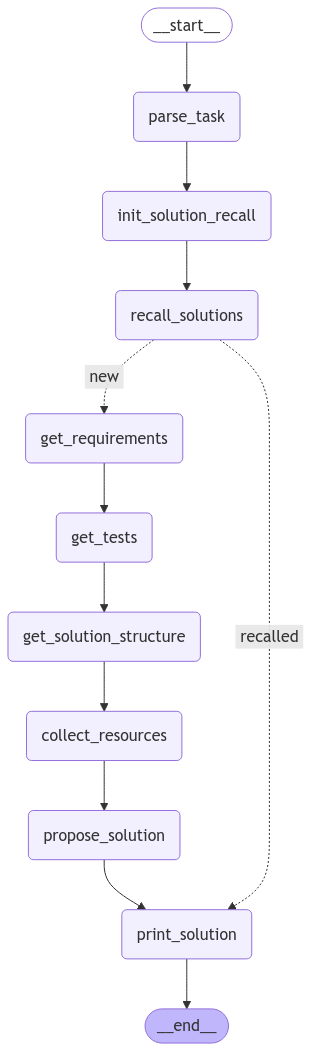 __start__
parse_task
init_solution_recall
recall_solutions
new
get_requirements
get_tests
get_solution_structure
recalled
collect_resources
propose_solution
print_solution
__end__